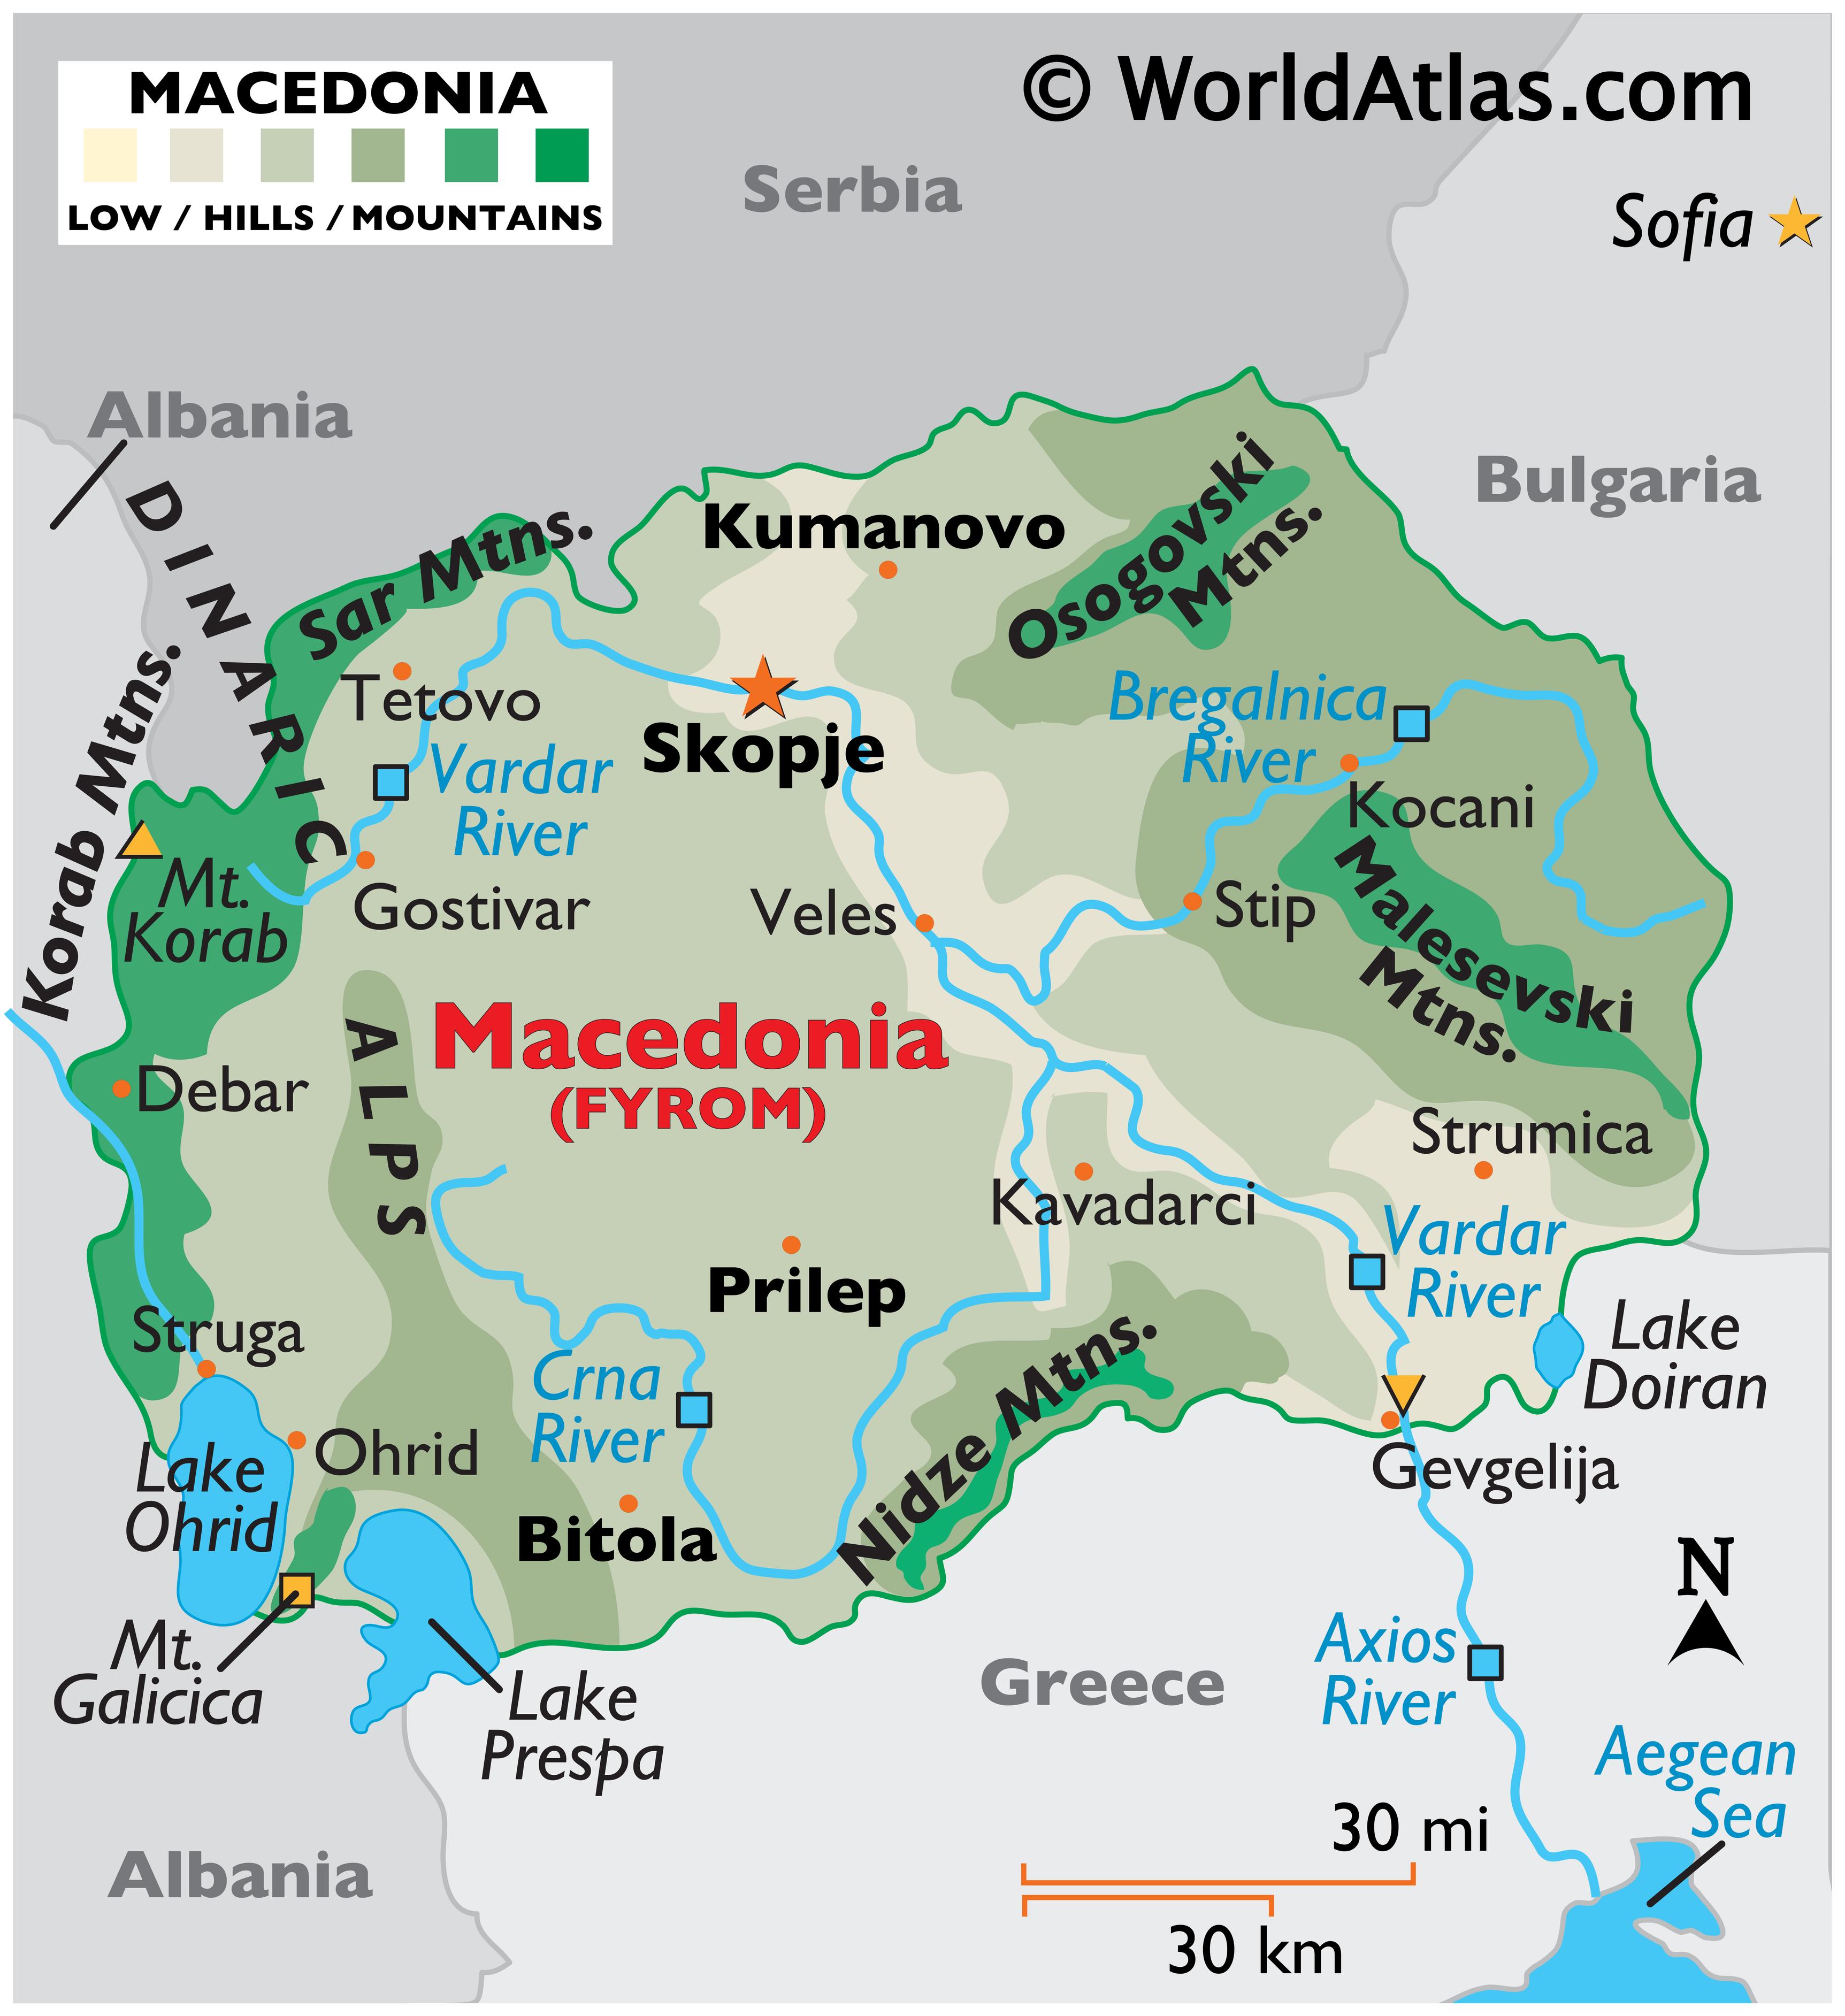 © WorldAtlas.com
MACEDONIA
LOW / HILLS / MOUNTAINS
Serbia
Sofia
Albania
Bulgaria
DINARIC
Sar Mtns.
Kumanovo
Osogovski
Mtns.
Korab Mtns.
Tetovo
Skopje
Bregalnica
River
Vardar
River
Kocani
Mt.
Korab
Gostivar
Veles
Stip
Malesevski
Mtns.
ALPS
Macedonia
(FYROM)
Debar
Strumica
Kavadarci
Vardar
River
Prilep
Struga
Lake
Doiran
Crna
River
Nidze Mtns.
Ohrid
Lake
Ohrid
Gevgelija
Bitola
N
Mt.
Galicica
Lake
Prespa
Greece
Axios
River
Aegean
Sea
Albania
30 mi
30 km